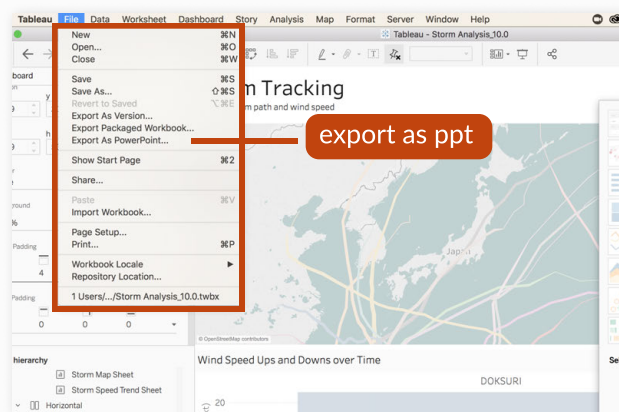 Tableau File Data Worksheet Dashboard Story Analysis Map Format Server Window Help
Tableau - Storm Analysis_10.0
New ⌘N
Open... ⌘O
Close ⌘W
Save ⌘S
Save As... ⇧⌘S
Revert to Saved ⌥⌘E
Export As Version...
Export Packaged Workbook...
Export As PowerPoint...
Show Start Page ⌘2
Share...
Paste ⌘V
Import Workbook...
Page Setup...
Print... ⌘P
Workbook Locale
Repository Location...
1 Users/.../Storm Analysis_10.0.twbx
export as ppt
board
y
h
round
%
Padding
4
Padding
0 0 0
m Tracking
m path and wind speed
Japan
© OpenStreetMap contributors
hierarchy
Storm Map Sheet
Storm Speed Trend Sheet
Horizontal
Wind Speed Ups and Downs over Time
DOKSURI
20
Se